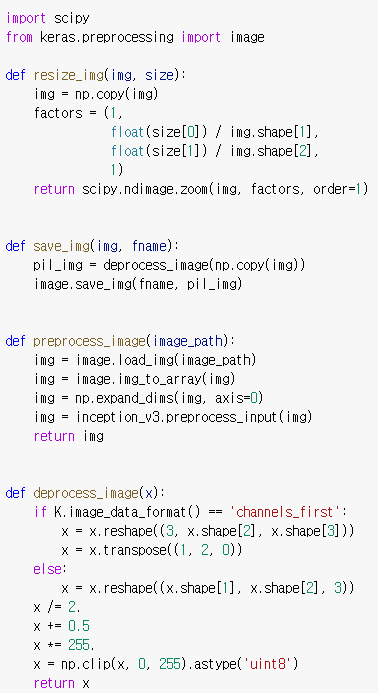 import scipy
from keras.preprocessing import image

def resize_img(img, size):
    img = np.copy(img)
    factors = (1,
               float(size[0]) / img.shape[1],
               float(size[1]) / img.shape[2],
               1)
    return scipy.ndimage.zoom(img, factors, order=1)


def save_img(img, fname):
    pil_img = deprocess_image(np.copy(img))
    image.save_img(fname, pil_img)


def preprocess_image(image_path):
    img = image.load_img(image_path)
    img = image.img_to_array(img)
    img = np.expand_dims(img, axis=0)
    img = inception_v3.preprocess_input(img)
    return img


def deprocess_image(x):
    if K.image_data_format() == 'channels_first':
        x = x.reshape((3, x.shape[2], x.shape[3]))
        x = x.transpose((1, 2, 0))
    else:
        x = x.reshape((x.shape[1], x.shape[2], 3))
    x /= 2.
    x += 0.5
    x *= 255.
    x = np.clip(x, 0, 255).astype('uint8')
    return x